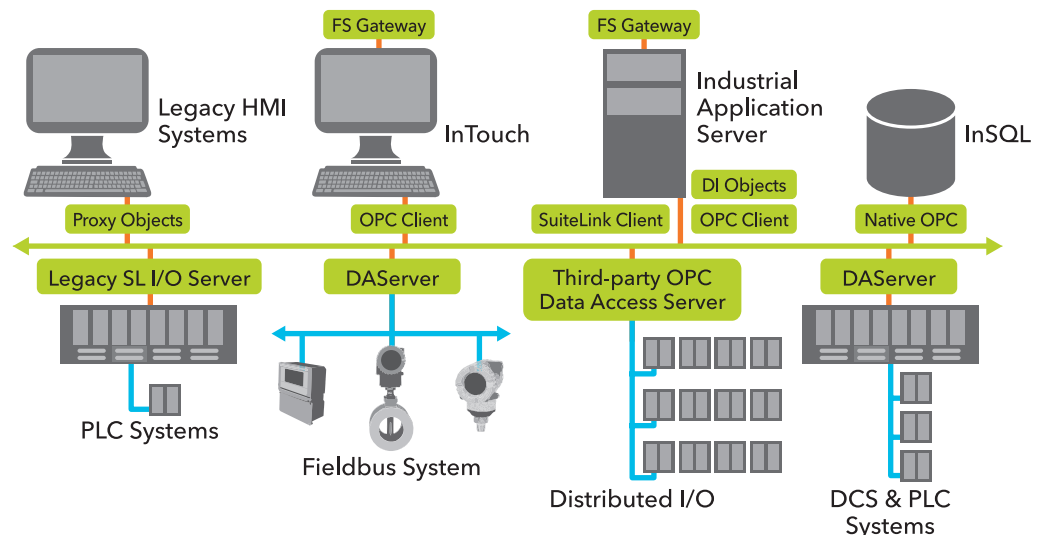 FS Gateway
FS Gateway
Legacy HMI
Systems
InTouch
Industrial
Application
Server
InSQL
DI Objects
Proxy Objects
OPC Client
SuiteLink Client
OPC Client
Native OPC
Legacy SL I/O Server
DAServer
Third-party OPC
Data Access Server
DAServer
PLC Systems
Fieldbus System
Distributed I/O
DCS & PLC
Systems